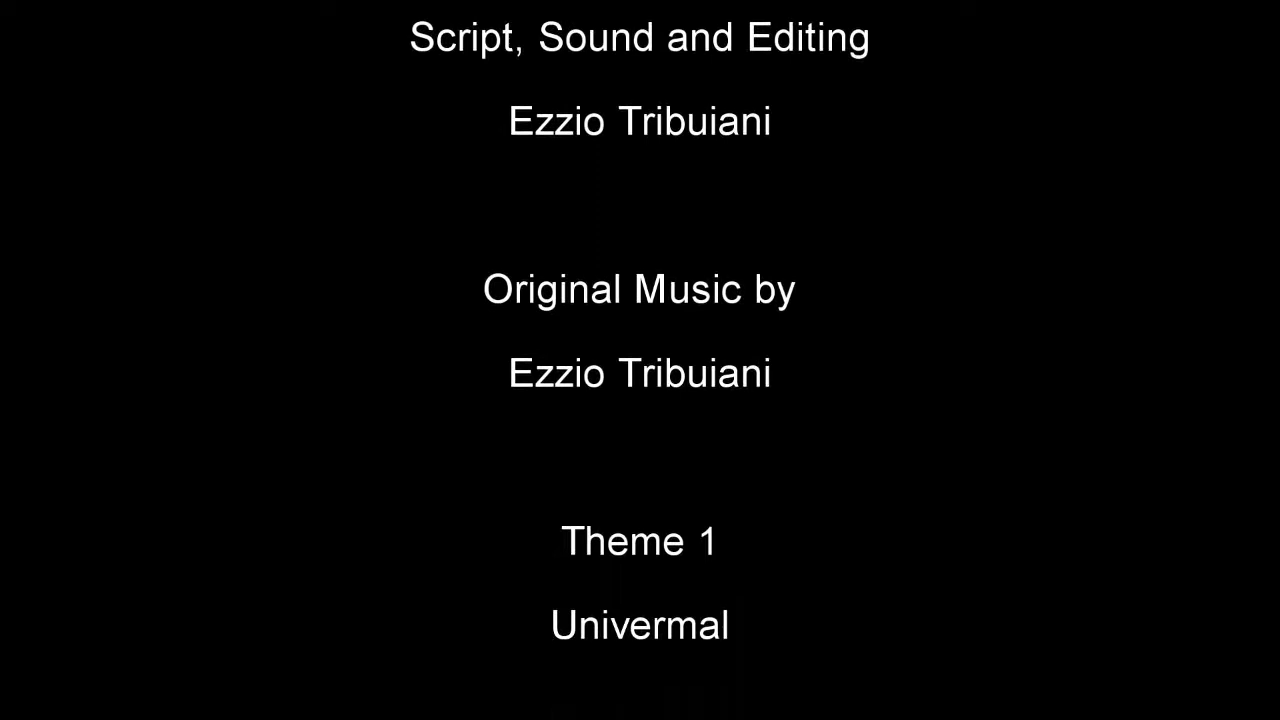 Script, Sound and Editing
Ezzio Tribuiani
Original Music by
Ezzio Tribuiani
Theme 1
Univermal